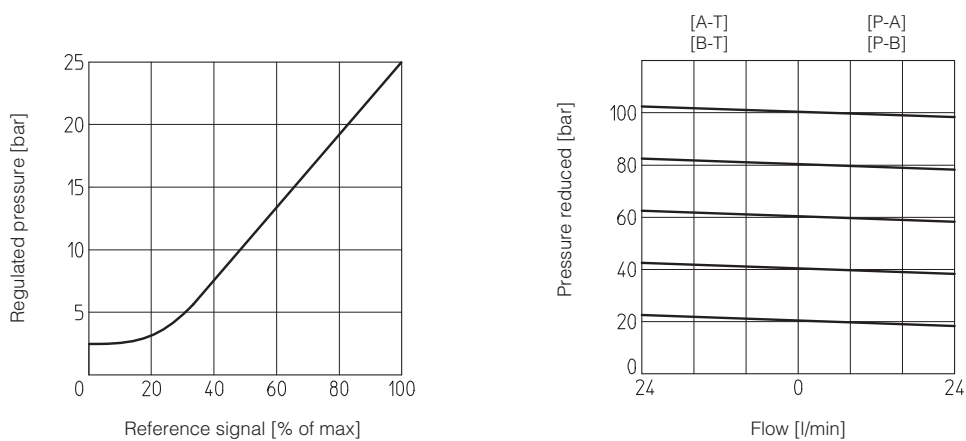 [A-T]
[B-T]
[P-A]
[P-B]
Regulated pressure [bar]
25
20
15
10
5
0
20
40
60
80
100
Reference signal [% of max]
Pressure reduced [bar]
100
80
60
40
20
0
24
0
24
Flow [l/min]